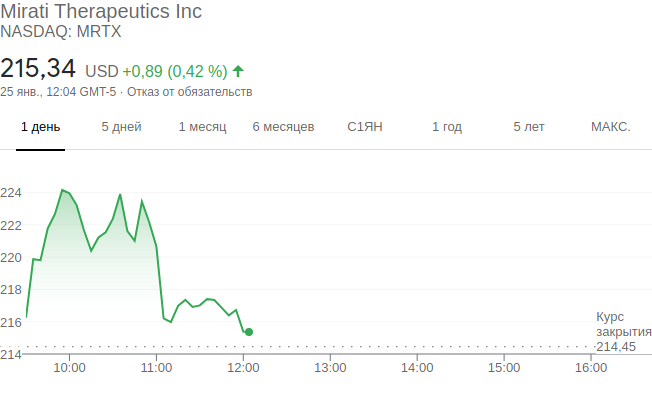 Mirati Therapeutics Inc
NASDAQ: MRTX
215,34 USD +0,89 (0,42 %)
25 янв., 12:04 GMT-5 · Отказ от обязательств
1 день 5 дней 1 месяц 6 месяцев С1ЯН 1 год 5 лет МАКС.
224
222
220
218
216
Курс
закрытия
214,45
214
10:00 11:00 12:00 13:00 14:00 15:00 16:00